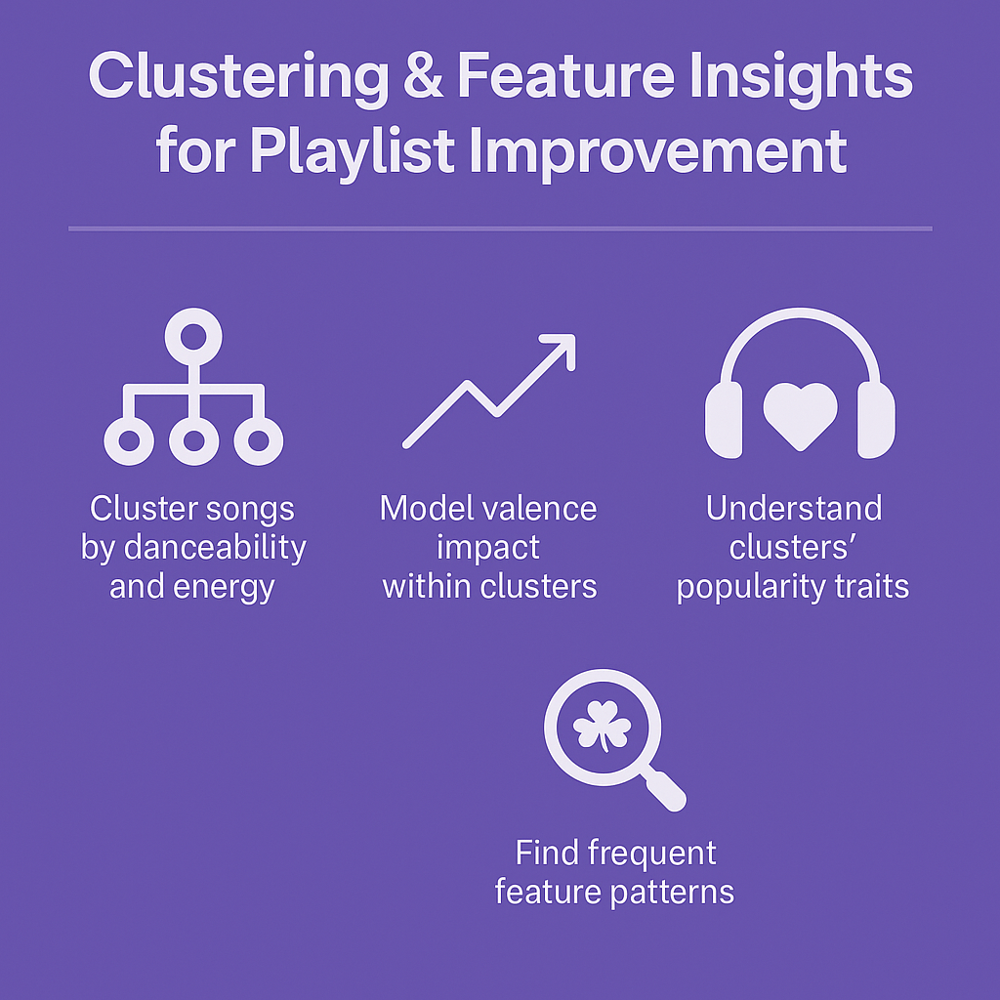 Clustering & Feature Insights
for Playlist Improvement
Cluster songs
by danceability
and energy
Model valence
impact
within clusters
Understand
clusters’
popularity traits
Find frequent
feature patterns